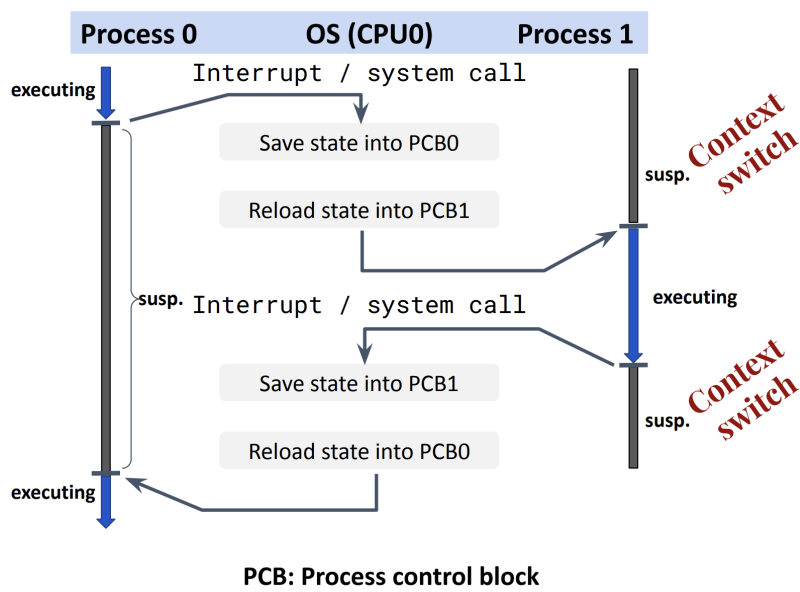 Process 0 OS (CPU0) Process 1
Interrupt / system call
executing
Save state into PCB0
Context
switch
susp.
Reload state into PCB1
susp.
Interrupt / system call
executing
Save state into PCB1
Context
switch
susp.
Reload state into PCB0
executing
PCB: Process control block